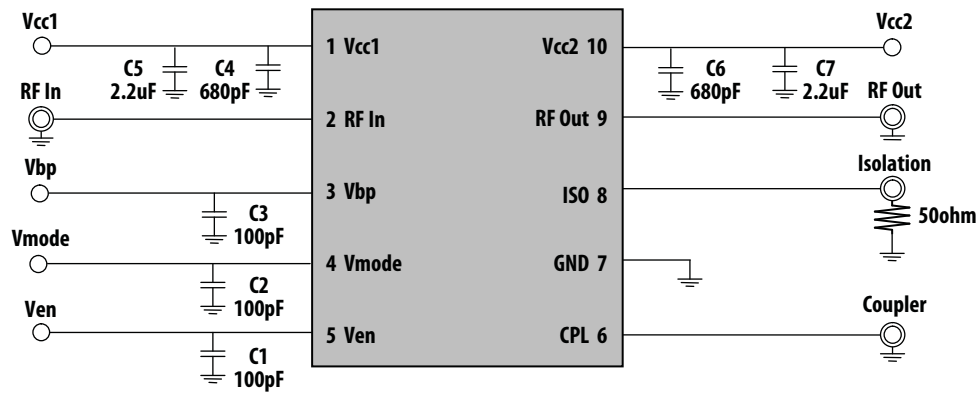 Vcc1
Vcc2
1 Vcc1
Vcc2 10
C5
2.2uF
C4
680pF
C6
680pF
C7
2.2uF
RF In
RF Out
2 RF In
RF Out 9
Vbp
Isolation
3 Vbp
ISO 8
50ohm
C3
100pF
Vmode
4 Vmode
GND 7
C2
100pF
Ven
Coupler
5 Ven
CPL 6
C1
100pF